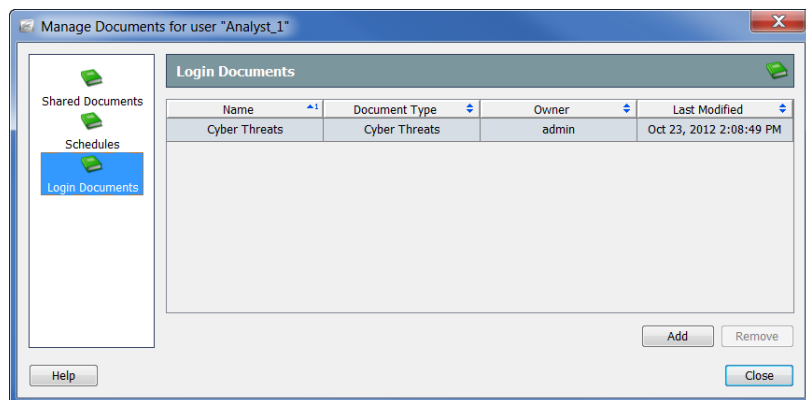 Manage Documents for user "Analyst_1"
Shared Documents
Schedules
Login Documents
Login Documents
Name 1 Document Type Owner Last Modified
Cyber Threats Cyber Threats admin Oct 23, 2012 2:08:49 PM
Add Remove
Help Close